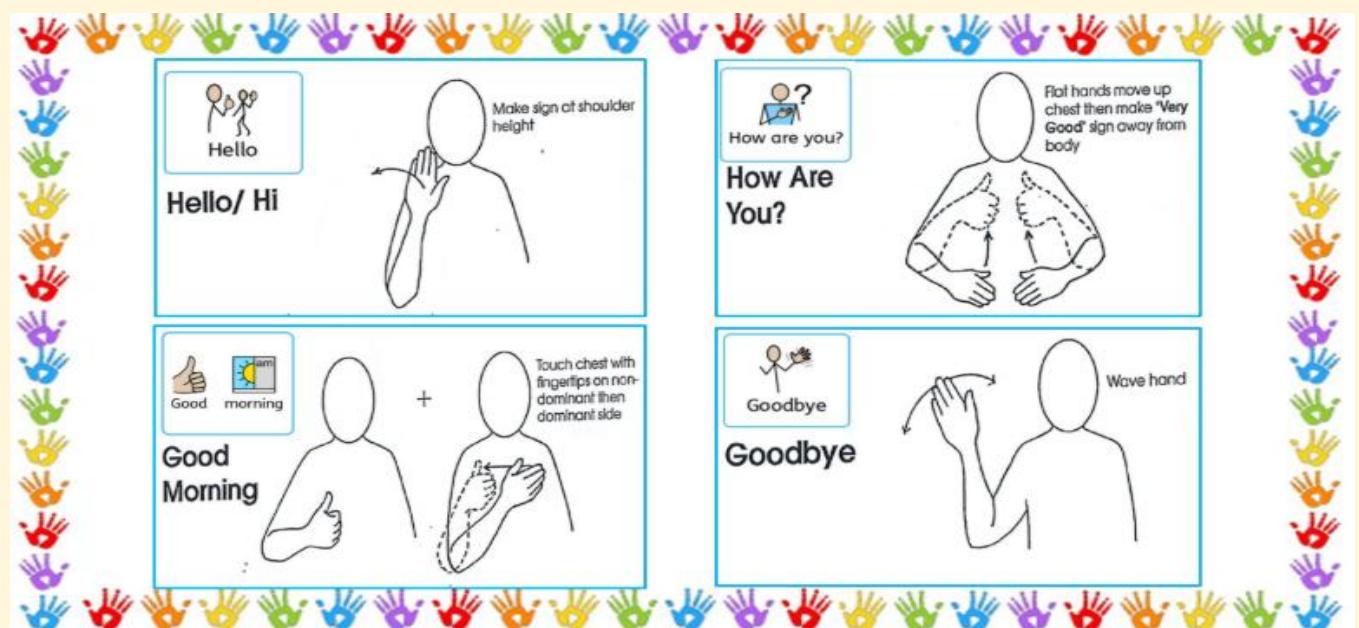 Hello
Hello/ Hi
Make sign at shoulder
height
How are you?
How Are
You?
Flat hands move up
chest then make "Very
Good" sign away from
body
Good morning
am
Good
Morning
+
Touch chest with
fingertips on non-
dominant then
dominant side
Goodbye
Goodbye
Wave hand
?